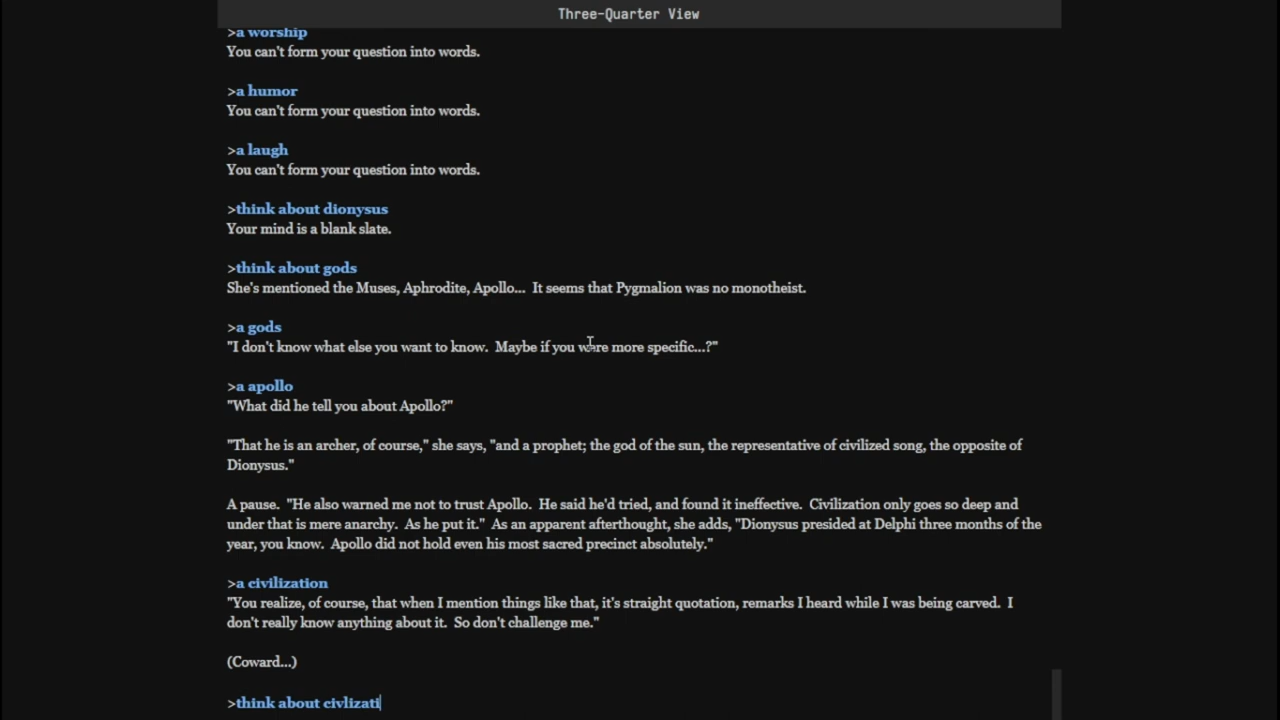 Three-Quarter View
>a worship
You can't form your question into words.
>a humor
You can't form your question into words.
>a laugh
You can't form your question into words.
>think about dionysus
Your mind is a blank slate.
>think about gods
She's mentioned the Muses, Aphrodite, Apollo...  It seems that Pygmalion was no monotheist.
>a gods
"I don't know what else you want to know.  Maybe if you were more specific...?"
>a apollo
"What did he tell you about Apollo?"
"That he is an archer, of course," she says, "and a prophet; the god of the sun, the representative of civilized song, the opposite of
Dionysus."
A pause.  "He also warned me not to trust Apollo.  He said he'd tried, and found it ineffective.  Civilization only goes so deep and
under that is mere anarchy.  As he put it."  As an apparent afterthought, she adds, "Dionysus presided at Delphi three months of the
year, you know.  Apollo did not hold even his most sacred precinct absolutely."
>a civilization
"You realize, of course, that when I mention things like that, it's straight quotation, remarks I heard while I was being carved.  I
don't really know anything about it.  So don't challenge me."
(Coward...)
>think about civlizati